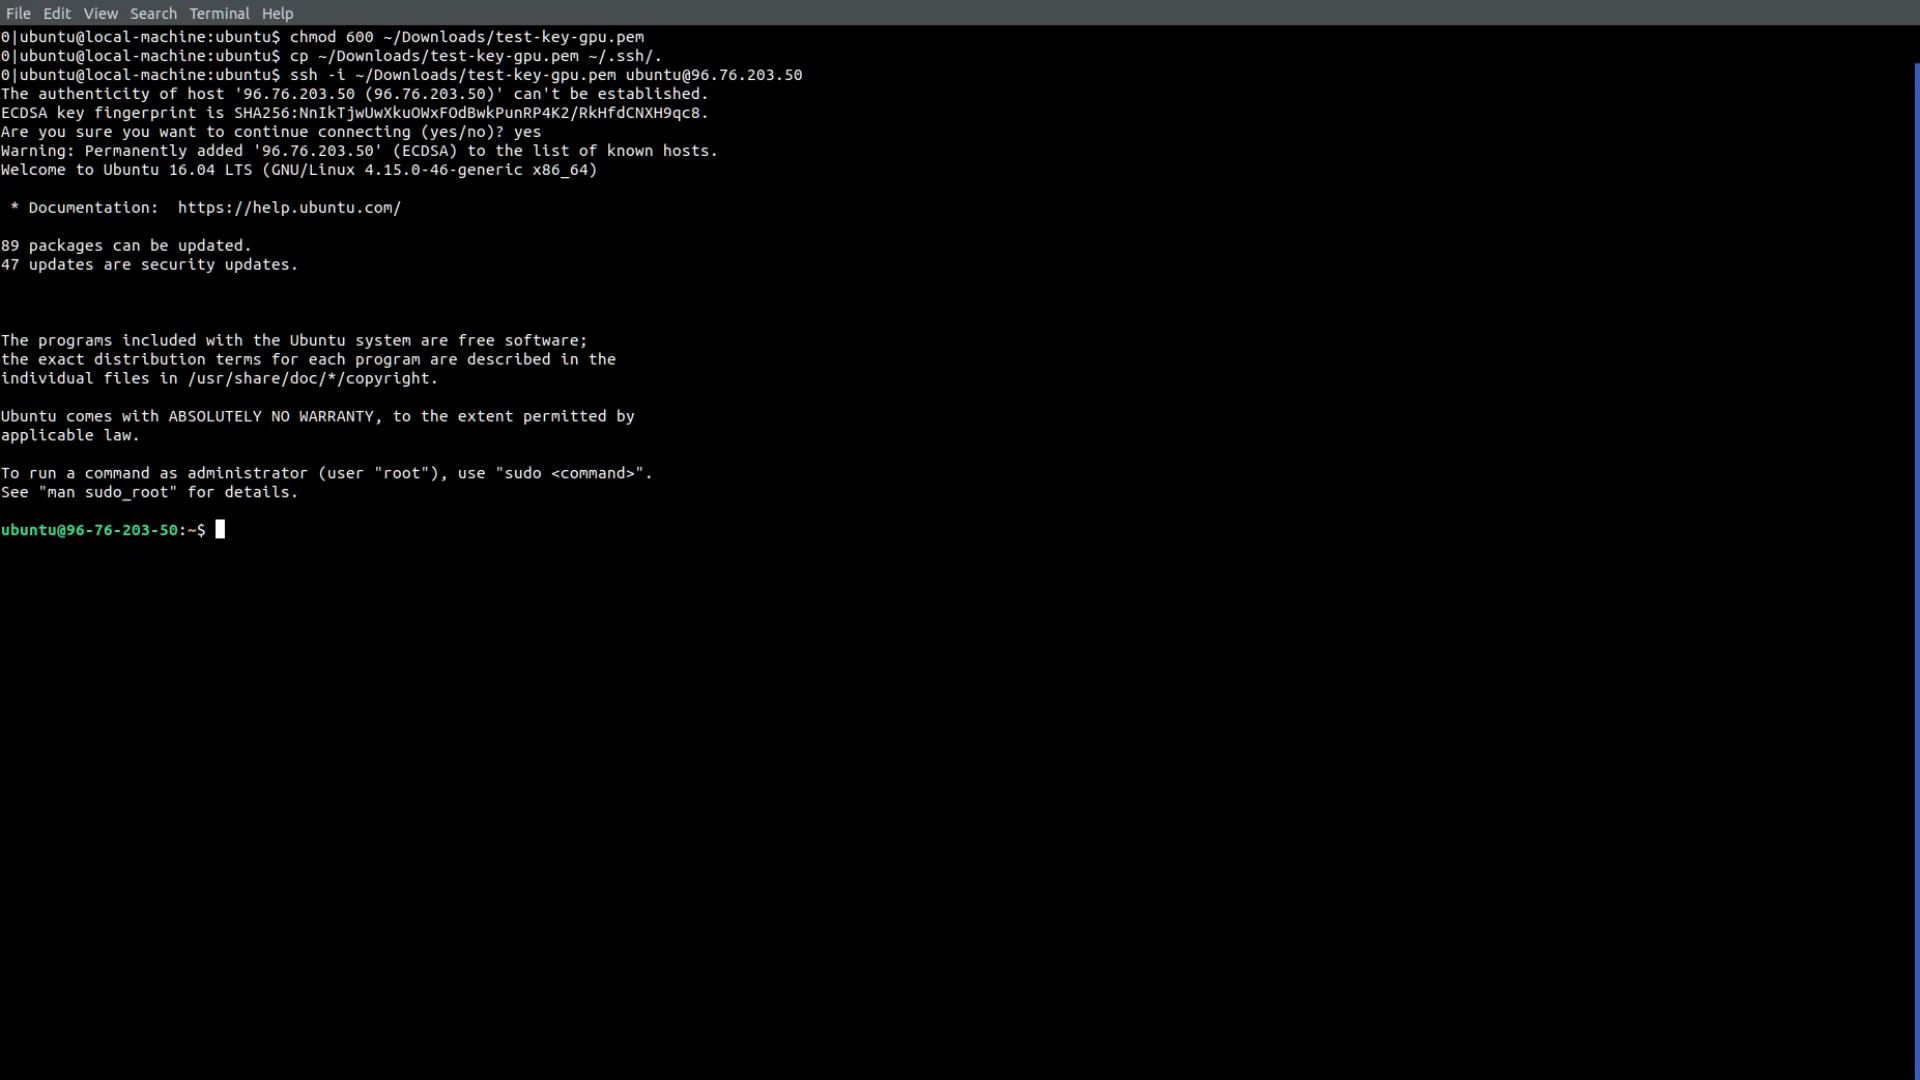 File Edit View Search Terminal Help
0|ubuntu@local-machine:ubuntu$ chmod 600 ~/Downloads/test-key-gpu.pem
0|ubuntu@local-machine:ubuntu$ cp ~/Downloads/test-key-gpu.pem ~/.ssh/.
0|ubuntu@local-machine:ubuntu$ ssh -i ~/Downloads/test-key-gpu.pem ubuntu@96.76.203.50
The authenticity of host '96.76.203.50 (96.76.203.50)' can't be established.
ECDSA key fingerprint is SHA256:NnIkTjwUwXkuOWxFOdBwkPunRP4K2/RkHfdCNXH9qc8.
Are you sure you want to continue connecting (yes/no)? yes
Warning: Permanently added '96.76.203.50' (ECDSA) to the list of known hosts.
Welcome to Ubuntu 16.04 LTS (GNU/Linux 4.15.0-46-generic x86_64)
* Documentation:  https://help.ubuntu.com/
89 packages can be updated.
47 updates are security updates.
The programs included with the Ubuntu system are free software;
the exact distribution terms for each program are described in the
individual files in /usr/share/doc/*/copyright.
Ubuntu comes with ABSOLUTELY NO WARRANTY, to the extent permitted by
applicable law.
To run a command as administrator (user "root"), use "sudo <command>".
See "man sudo_root" for details.
ubuntu@96-76-203-50:~$